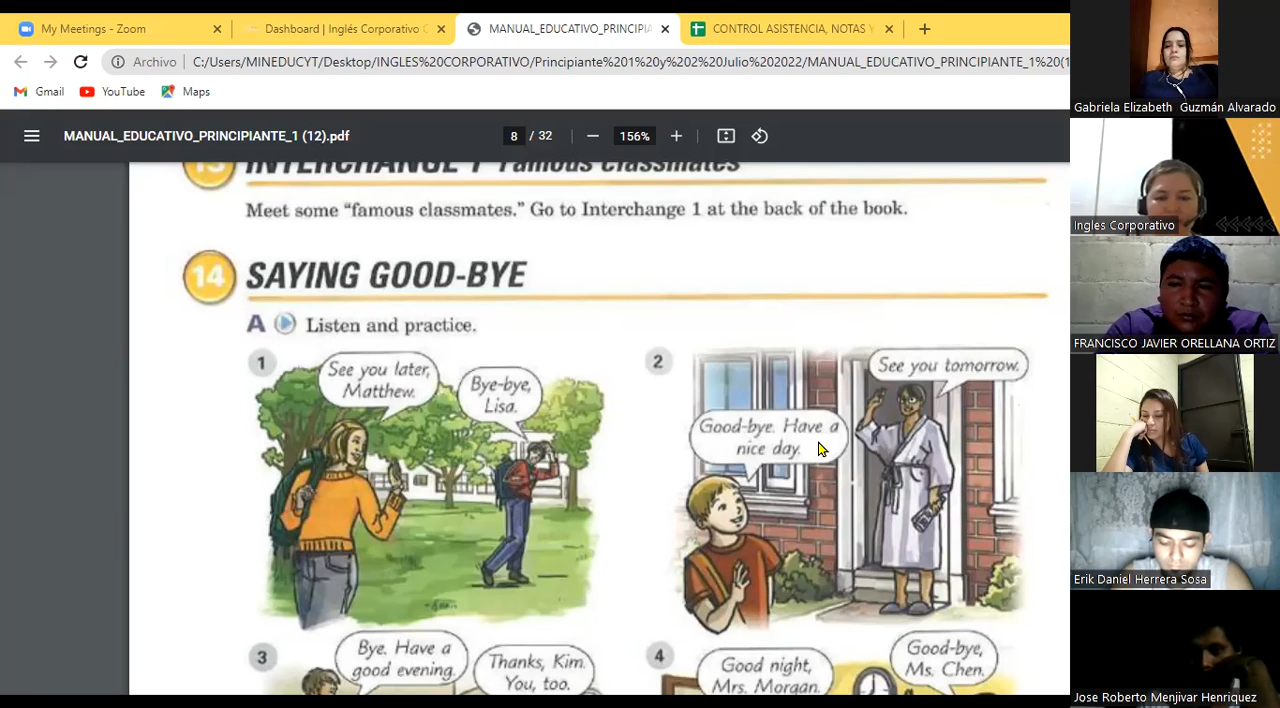 My Meetings - Zoom
Dashboard | Inglés Corporativo
MANUAL_EDUCATIVO_PRINCIPIA
CONTROL ASISTENCIA, NOTAS Y
Archivo
C:/Users/MINEDUCYT/Desktop/INGLES%20CORPORATIVO/Principiante%201%20y%202%20Julio%202022/MANUAL_EDUCATIVO_PRINCIPIANTE_1%20(1
Gmail
YouTube
Maps
MANUAL_EDUCATIVO_PRINCIPIANTE_1 (12).pdf
8 / 32
156%
INTERCHANGE 1 Famous classmates
Meet some “famous classmates.” Go to Interchange 1 at the back of the book.
14 SAYING GOOD-BYE
A Listen and practice.
1
See you later,
Matthew.
Bye-bye,
Lisa.
2
Good-bye. Have a
nice day.
See you tomorrow.
3
Bye. Have a
good evening.
Thanks, Kim.
You, too.
4
Good night,
Mrs. Morgan.
Good-bye,
Ms. Chen.
Gabriela Elizabeth Guzmán Alvarado
Ingles Corporativo
FRANCISCO JAVIER ORELLANA ORTIZ
Erik Daniel Herrera Sosa
Jose Roberto Menjivar Henriquez